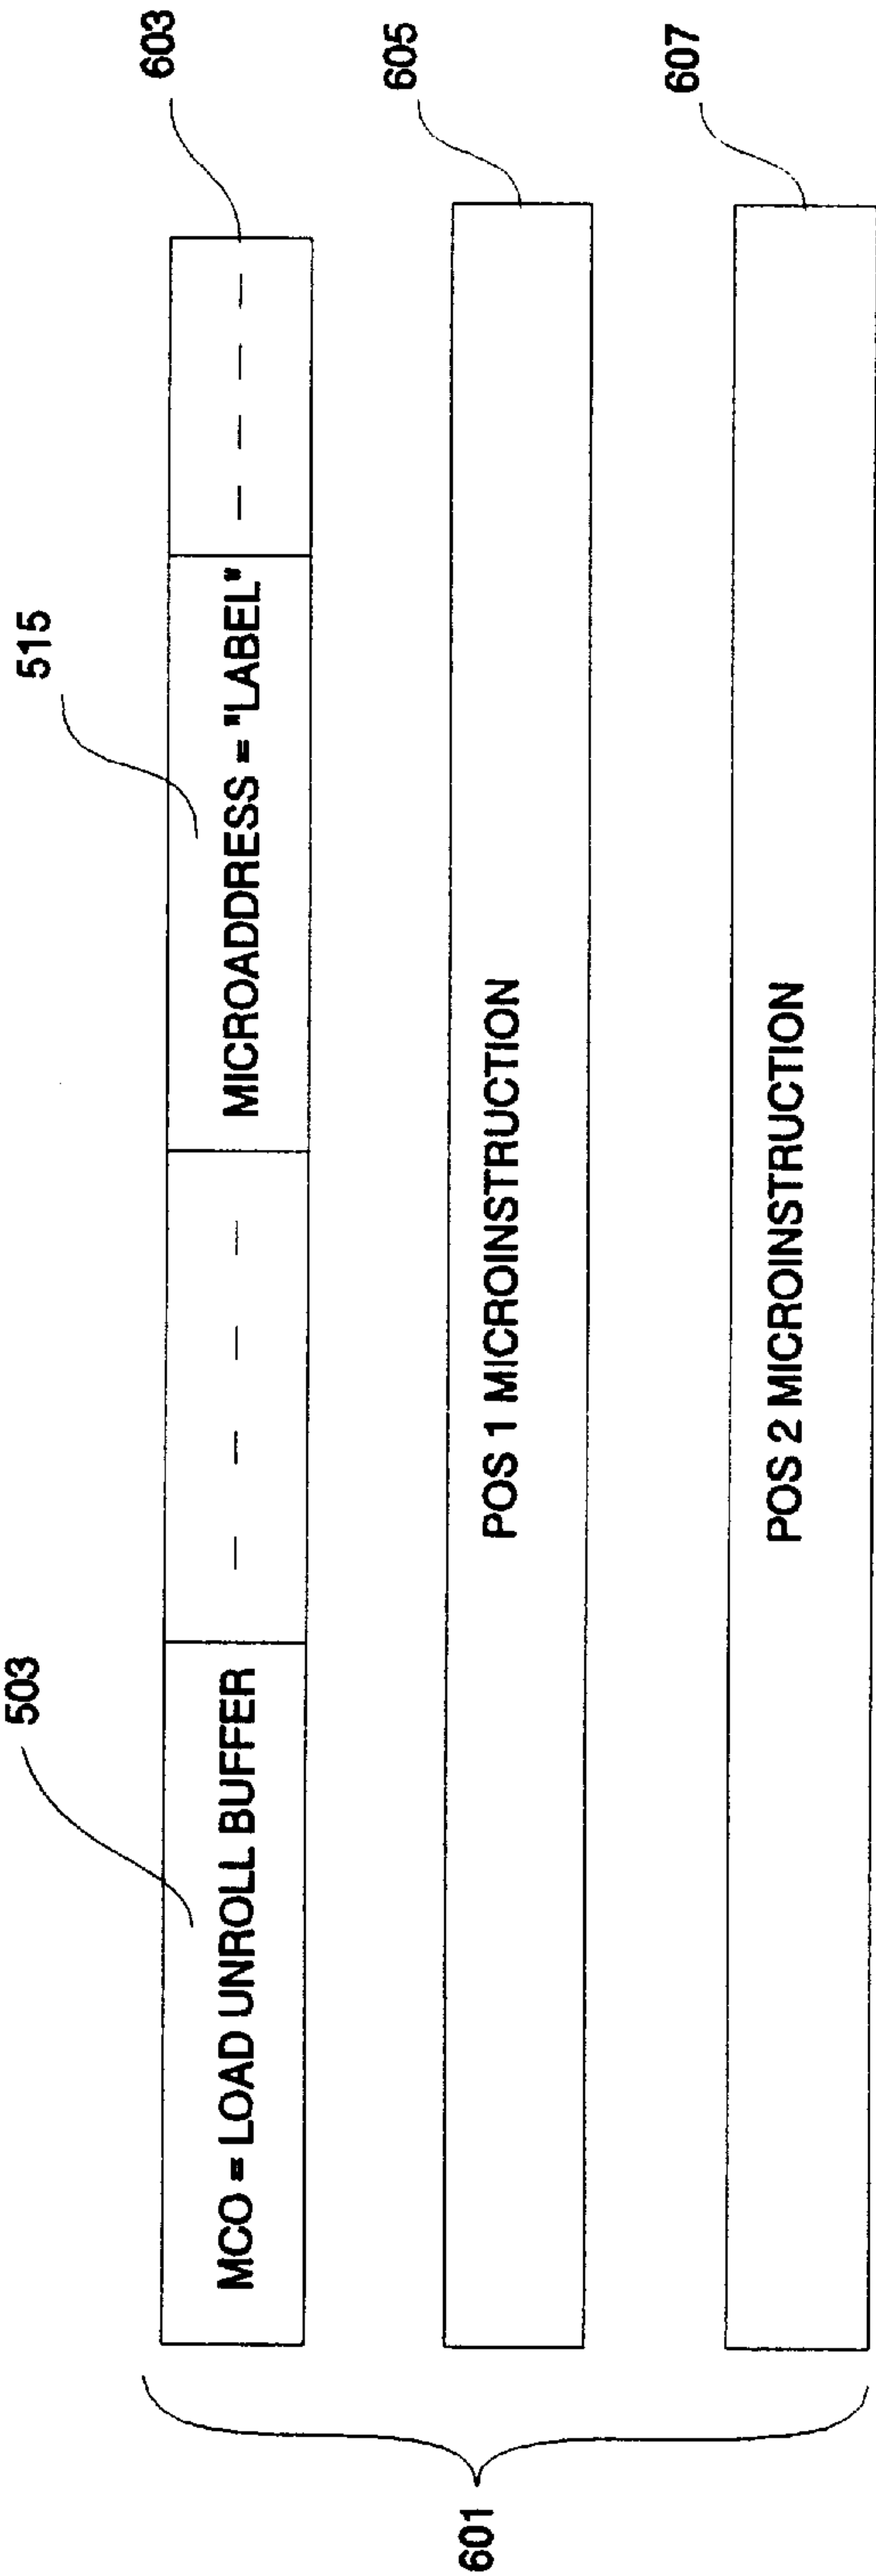 503
515
MCO = LOAD UNROLL BUFFER
MICROADDRESS = "LABEL"
603
POS 1 MICROINSTRUCTION
605
POS 2 MICROINSTRUCTION
607
601